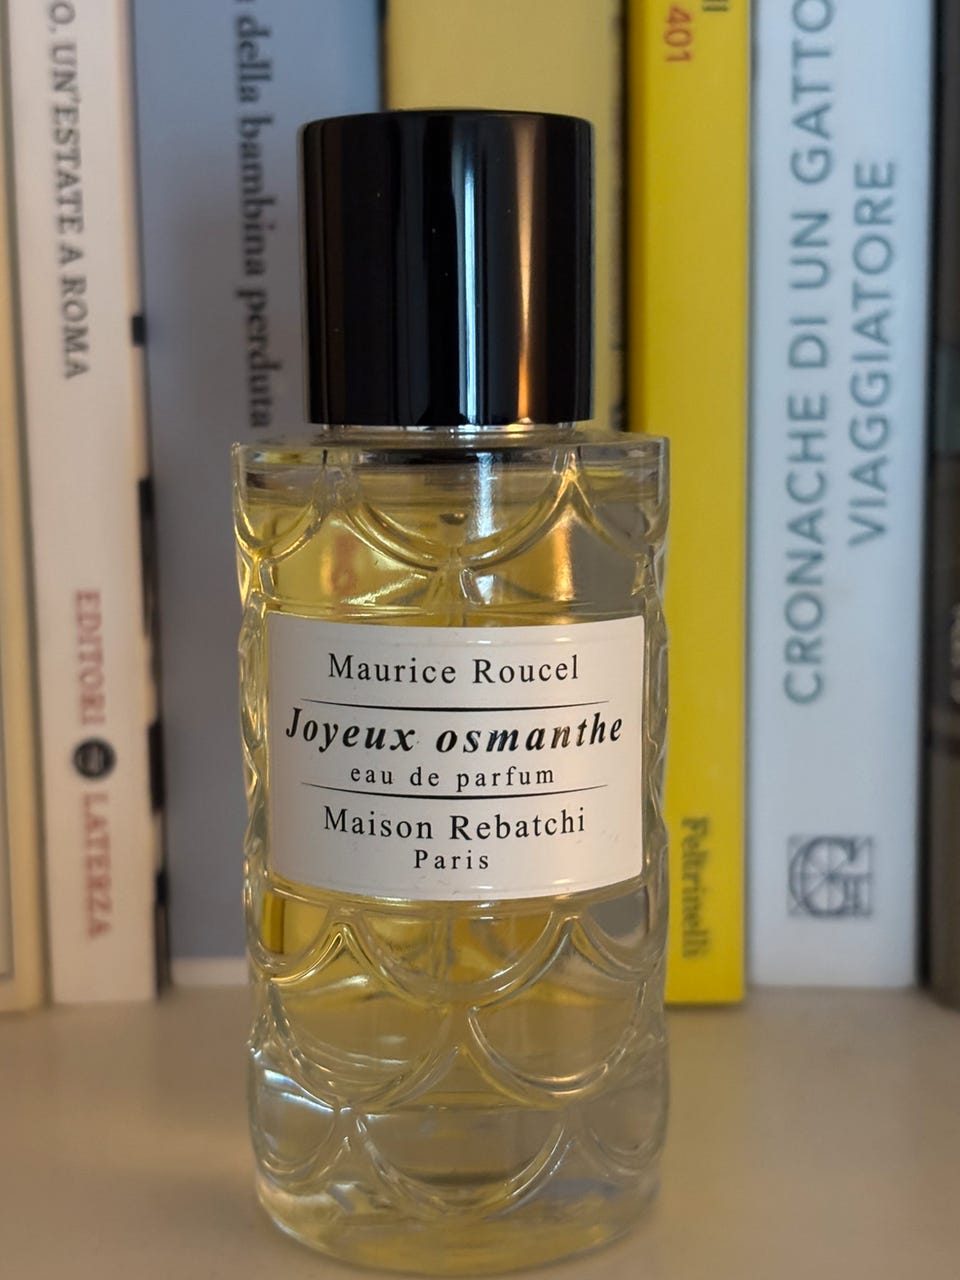 O. UN'ESTATE A ROMA
EDITORI LATERZA
della bambina perduta
401
Feltrinelli
CRONACHE DI UN GATTO
VIAGGIATORE
Maurice Roucel
Joyeux osmanthe
eau de parfum
Maison Rebatchi
Paris